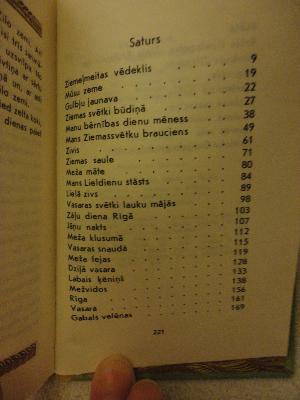 Saturs
Ziemeļmeitas vēdeklis 9
Mūsu zeme 19
Gulbju jaunava 22
Ziemas svētki būdiņā 27
Manu bērnības dienu mēness 38
Mans Ziemassvētku brauciens 49
Zivis 61
Ziemas saule 71
Meža māte 80
Mans Lieldienu stāsts 84
Lielā zivs 89
Vasaras svētki lauku mājās 98
Zāļu diena Rīgā 103
Jāņu nakts 107
Meža klusumā 112
Vasaras snaudā 115
Meža fejas 119
Dziļā vasara 128
Labais ķēniņš 133
Mežvidos 138
Rīga 156
Vasara 161
Gabals velēnas 169
221